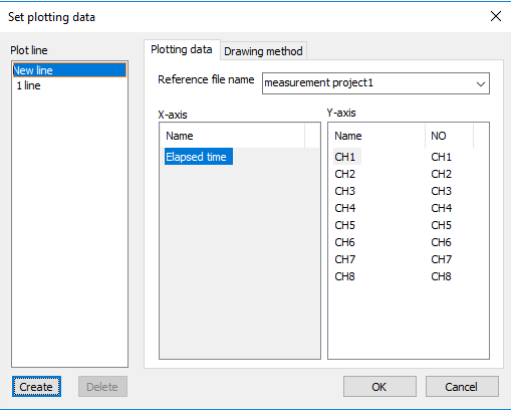 Set plotting data
Plot line
New line
1 line
Plotting data
Drawing method
Reference file name
measurement project1
X-axis
Name
Elapsed time
Y-axis
Name NO
CH1 CH1
CH2 CH2
CH3 CH3
CH4 CH4
CH5 CH5
CH6 CH6
CH7 CH7
CH8 CH8
Create
Delete
OK
Cancel